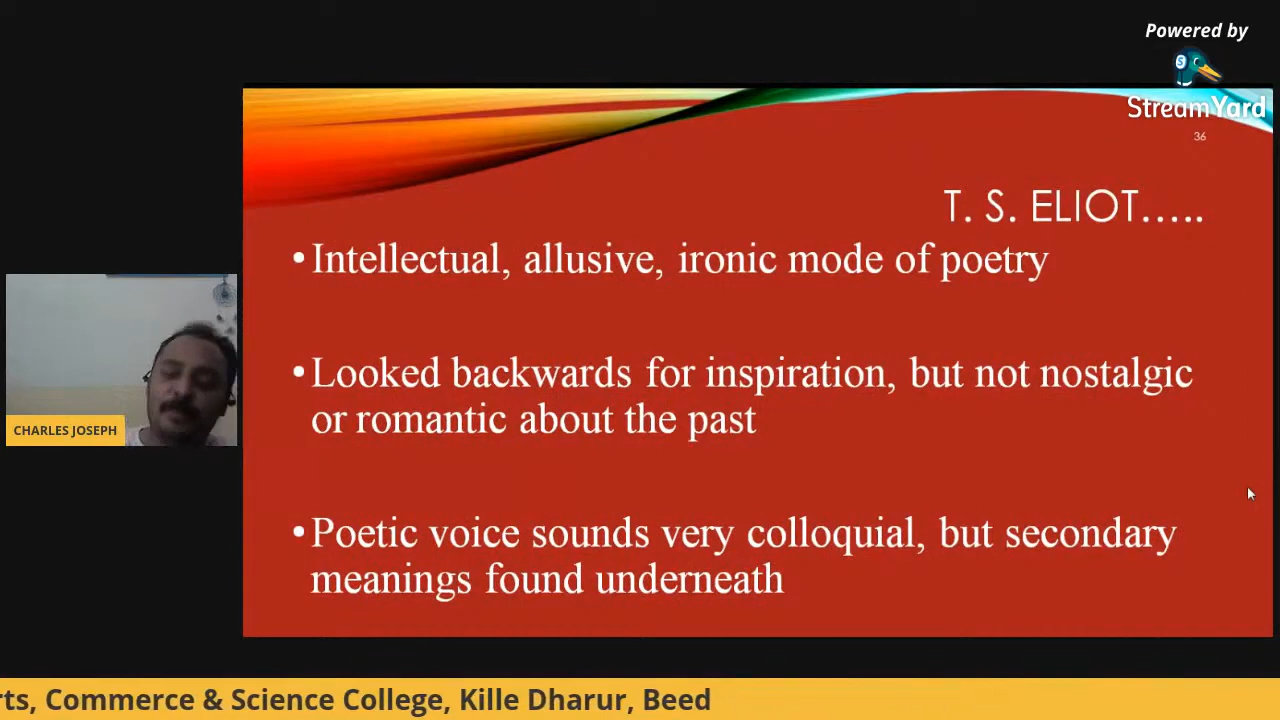 Powered by
StreamYard
36
T. S. ELIOT…..
•Intellectual, allusive, ironic mode of poetry
•Looked backwards for inspiration, but not nostalgic
or romantic about the past
•Poetic voice sounds very colloquial, but secondary
meanings found underneath
CHARLES JOSEPH
rts, Commerce & Science College, Kille Dharur, Beed